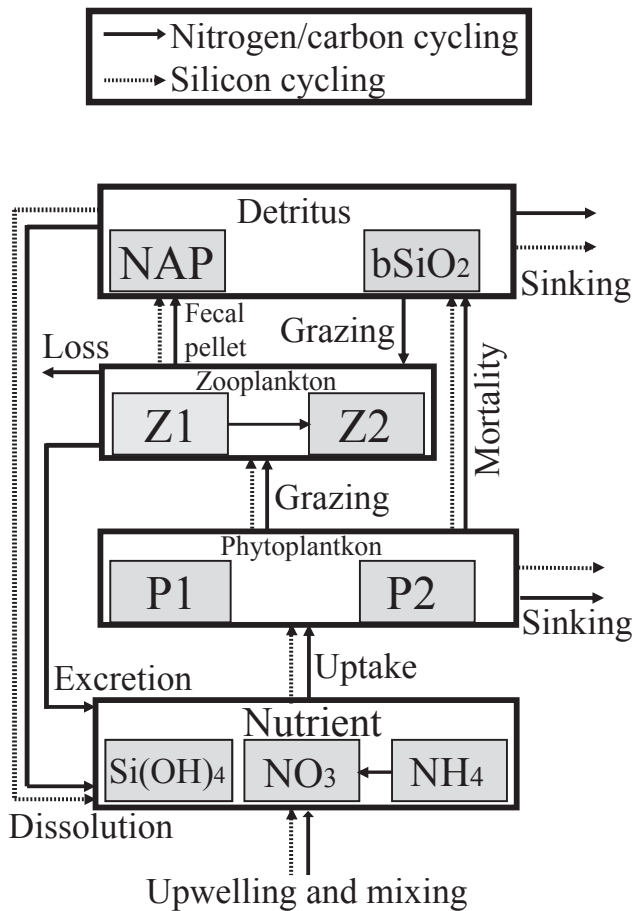 Nitrogen/carbon cycling
Silicon cycling
Detritus
NAP
bSiO2
Sinking
Fecal
pellet
Grazing
Loss
Mortality
Zooplankton
Z1
Z2
Grazing
Phytoplantkon
P1
P2
Sinking
Uptake
Excretion
Nutrient
Si(OH)4
NO3
NH4
Dissolution
Upwelling and mixing